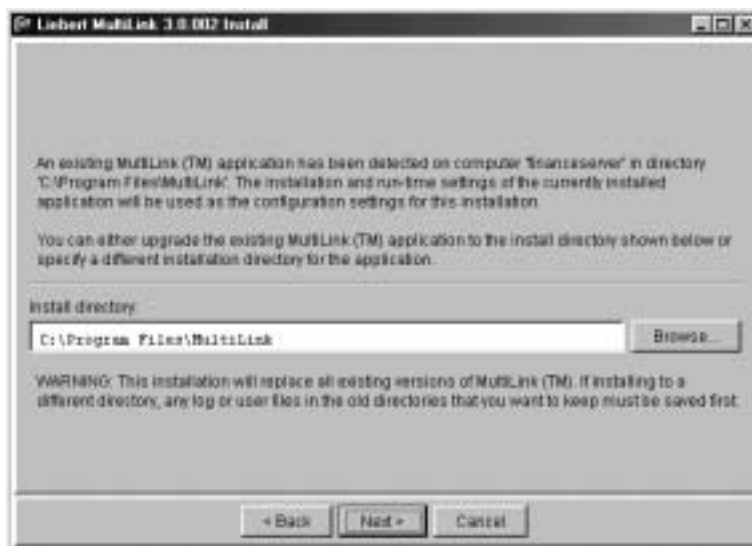 Liebert MultiLink 3.0.002 Install
An existing MultiLink (TM) application has been detected on computer 'financeserver' in directory
'C:\Program Files\MultiLink'. The installation and run-time settings of the currently installed
application will be used as the configuration settings for this installation.
You can either upgrade the existing MultiLink (TM) application to the install directory shown below or
specify a different installation directory for the application.
Install directory:
C:\Program Files\MultiLink
Browse...
WARNING: This installation will replace all existing versions of MultiLink (TM). If installing to a
different directory, any log or user files in the old directories that you want to keep must be saved first.
< Back
Next >
Cancel